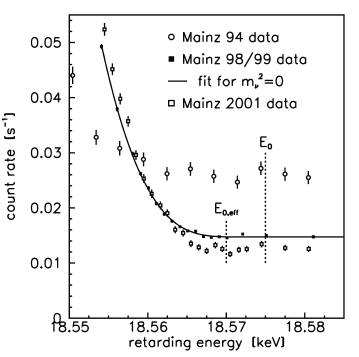 0.05
0.04
0.03
0.02
0.01
0
count rate [s⁻¹]
Mainz 94 data
Mainz 98/99 data
fit for mᵥ²=0
Mainz 2001 data
E₀
E₀,eff
18.55 18.56 18.57 18.58
retarding energy [keV]